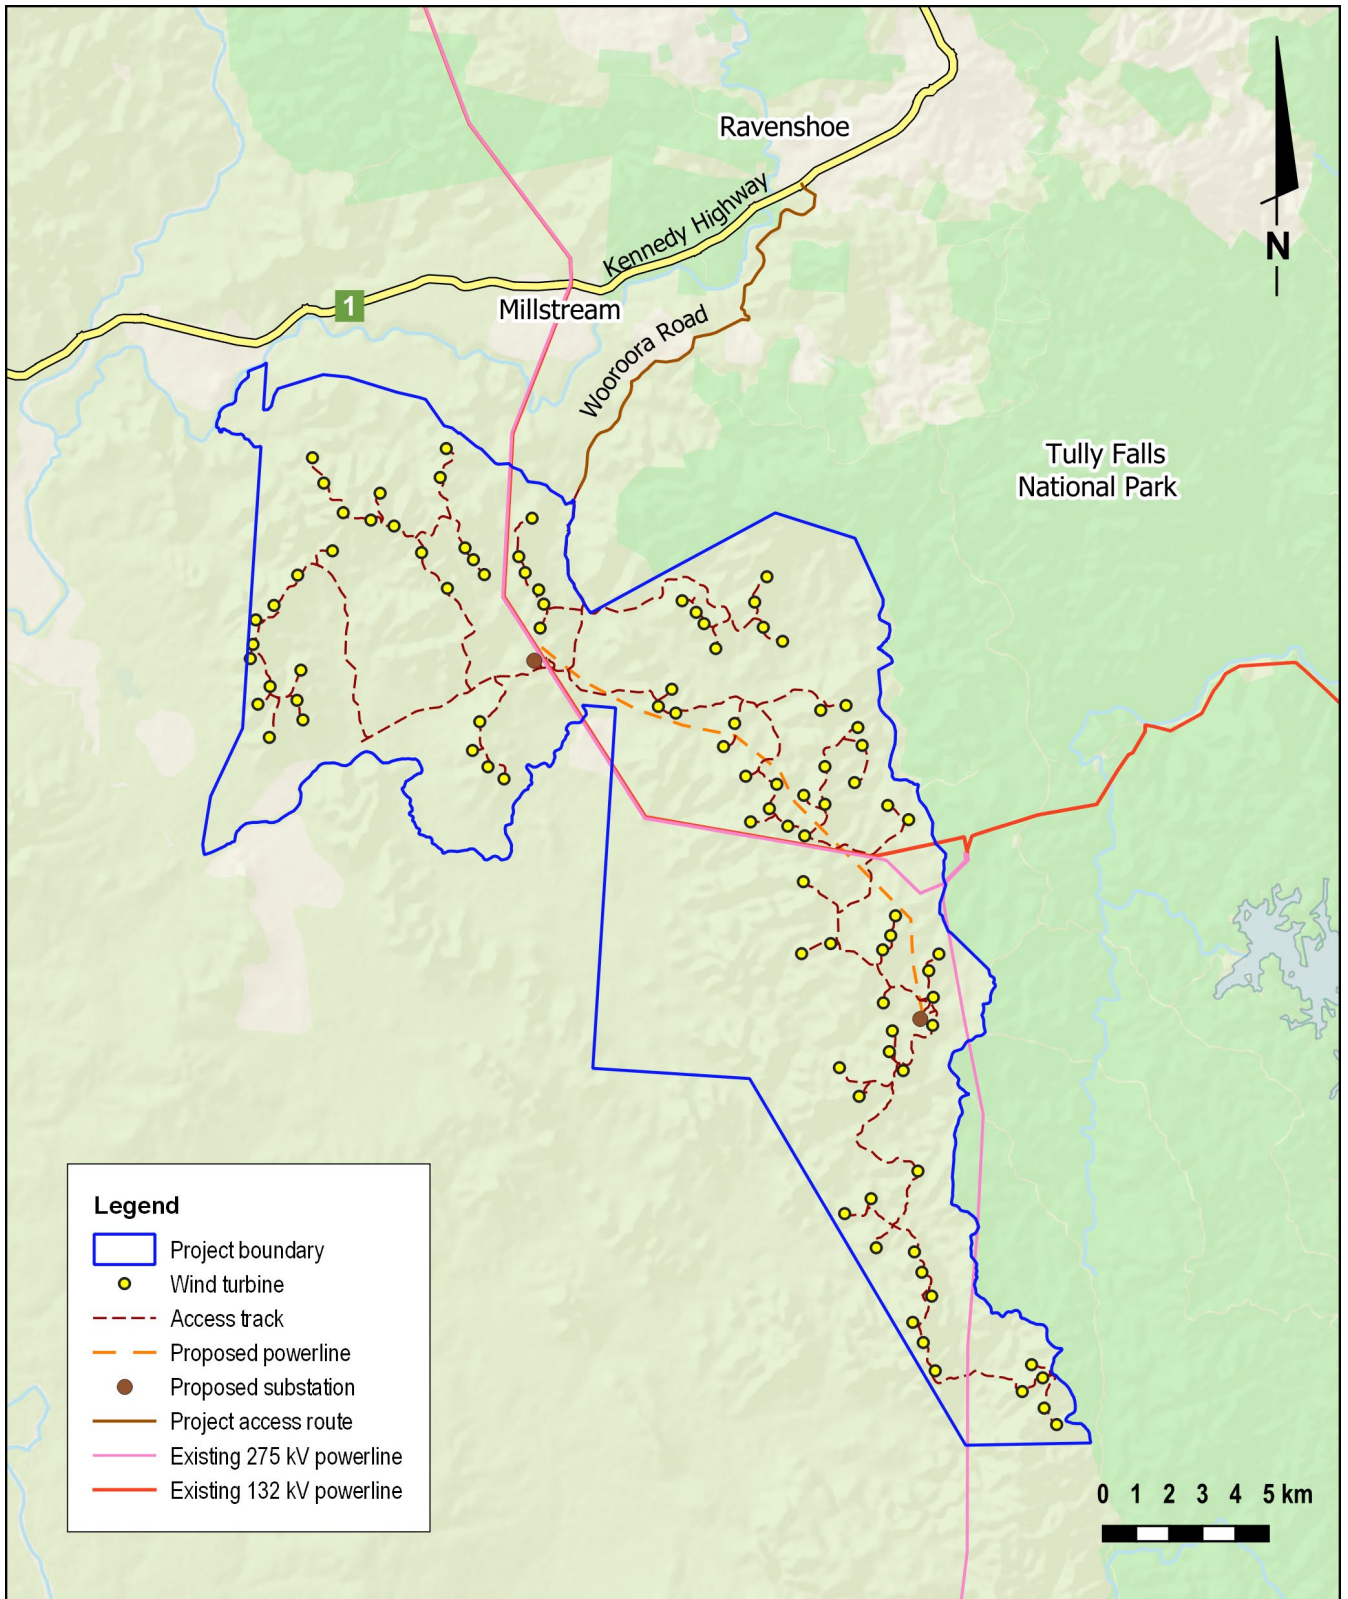 Ravenshoe
Kennedy Highway
N
1
Millstream
Wooroora Road
Tully Falls
National Park
Legend
Project boundary
Wind turbine
Access track
Proposed powerline
Proposed substation
Project access route
Existing 275 kV powerline
Existing 132 kV powerline
0 1 2 3 4 5 km